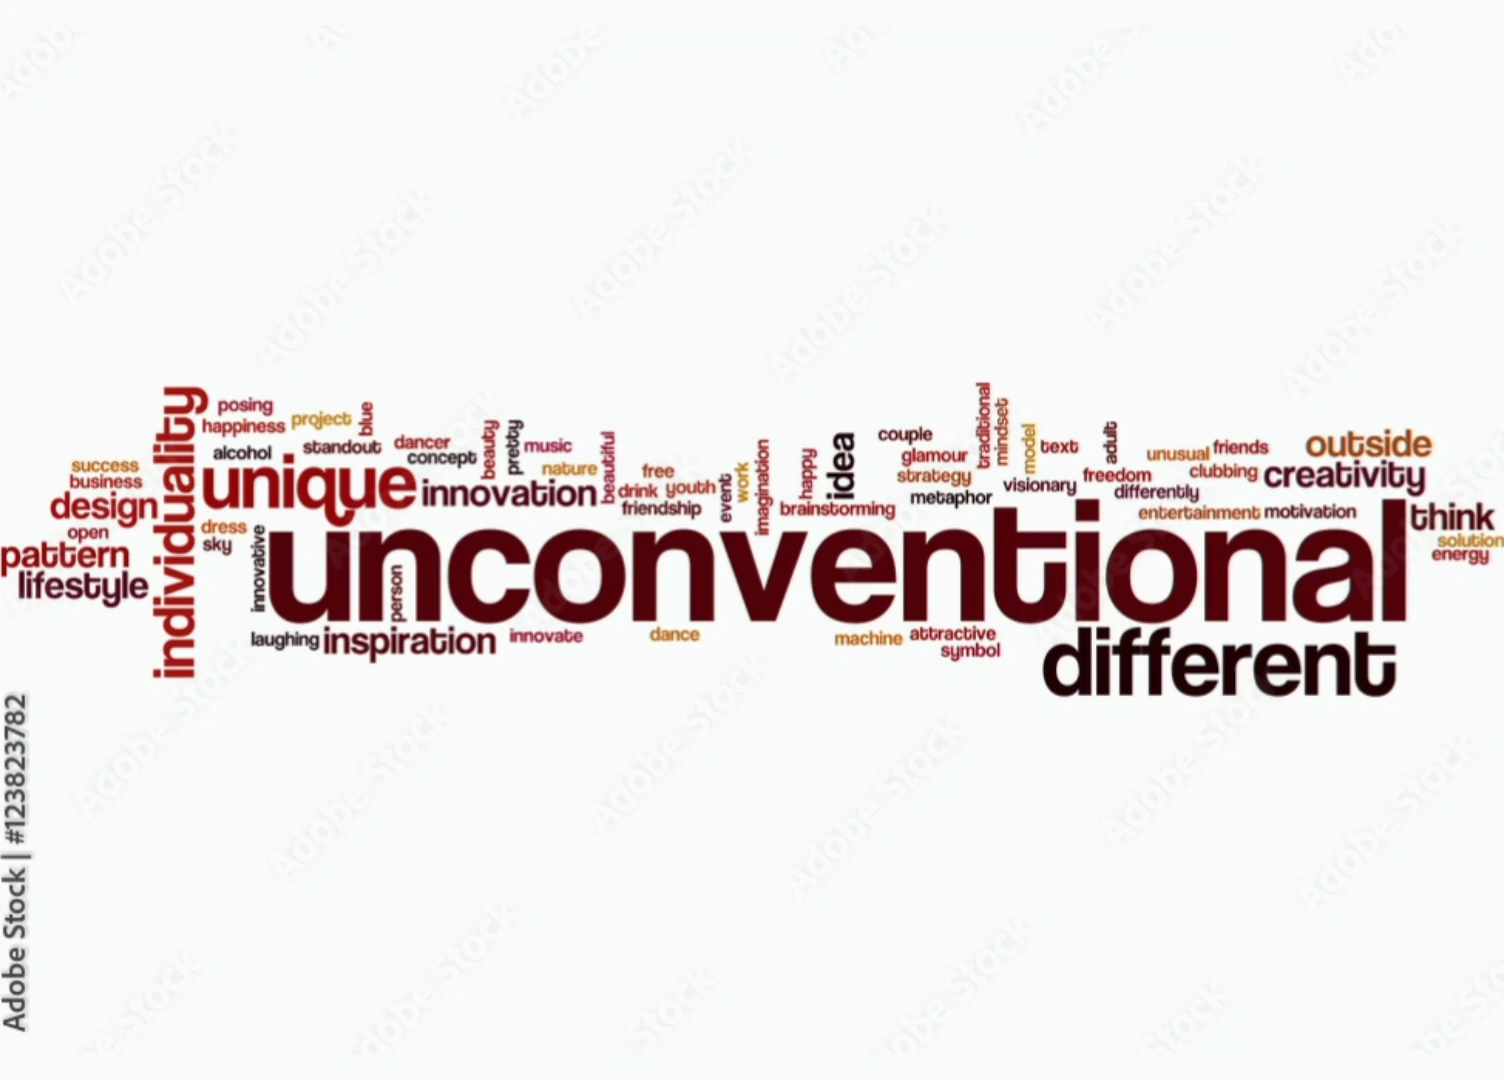 posing
happiness
project
blue
alcohol
standout
dancer
concept
beauty
pretty
music
nature
beautiful
free
drink
youth
friendship
event
work
imagination
happy
brainstorming
idea
couple
glamour
strategy
metaphor
traditional
mindset
model
text
adult
visionary
freedom
differently
unusual
friends
clubbing
entertainment
motivation
outside
creativity
think
solution
energy
success
business
design
open
pattern
lifestyle
individuality
unique
innovation
dress
sky
innovative
unconventional
person
laughing
inspiration
innovate
dance
machine
attractive
symbol
different
Adobe Stock | #123823782
Adobe Stock